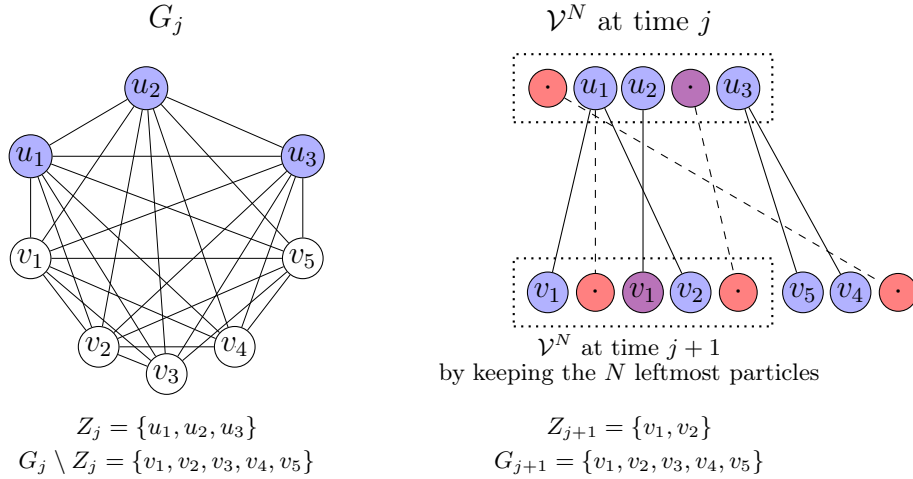 G_j
𝒱^N at time j
u_2
u_1
u_3
v_1
v_5
v_2
v_4
v_3
· u_1 u_2 · u_3
v_1 · v_1 v_2 · v_5 v_4 ·
𝒱^N at time j + 1
by keeping the N leftmost particles
Z_j = {u_1, u_2, u_3}
G_j \ Z_j = {v_1, v_2, v_3, v_4, v_5}
Z_{j+1} = {v_1, v_2}
G_{j+1} = {v_1, v_2, v_3, v_4, v_5}